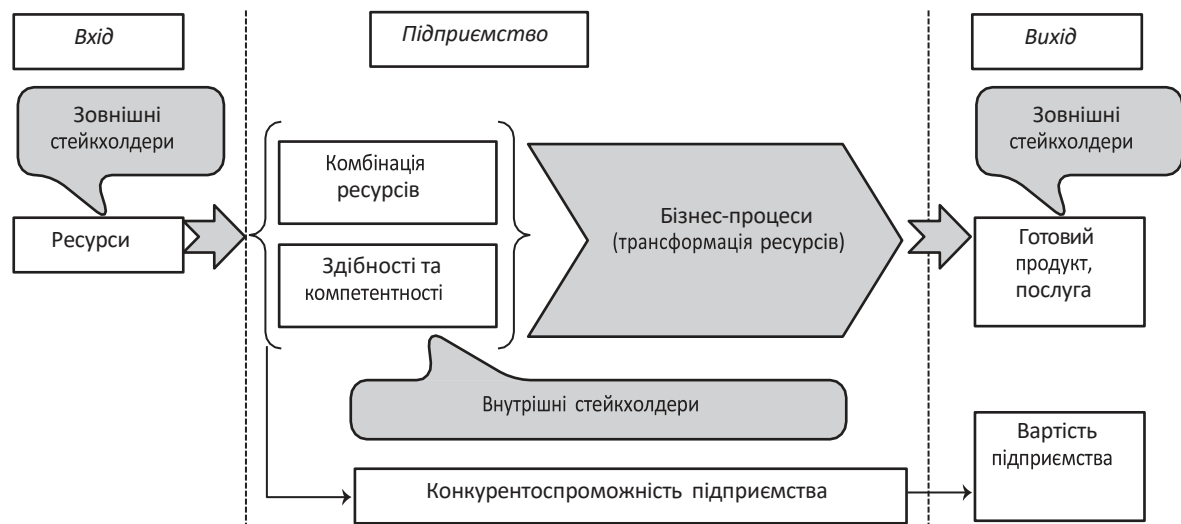 Вхід
Підприємство
Вихід
Зовнішні
стейкхолдери
Зовнішні
стейкхолдери
Комбінація
ресурсів
Бізнес-процеси
(трансформація ресурсів)
Ресурси
Готовий
продукт,
послуга
Здібності та
компетентності
Внутрішні стейкхолдери
Вартість
підприємства
Конкурентоспроможність підприємства